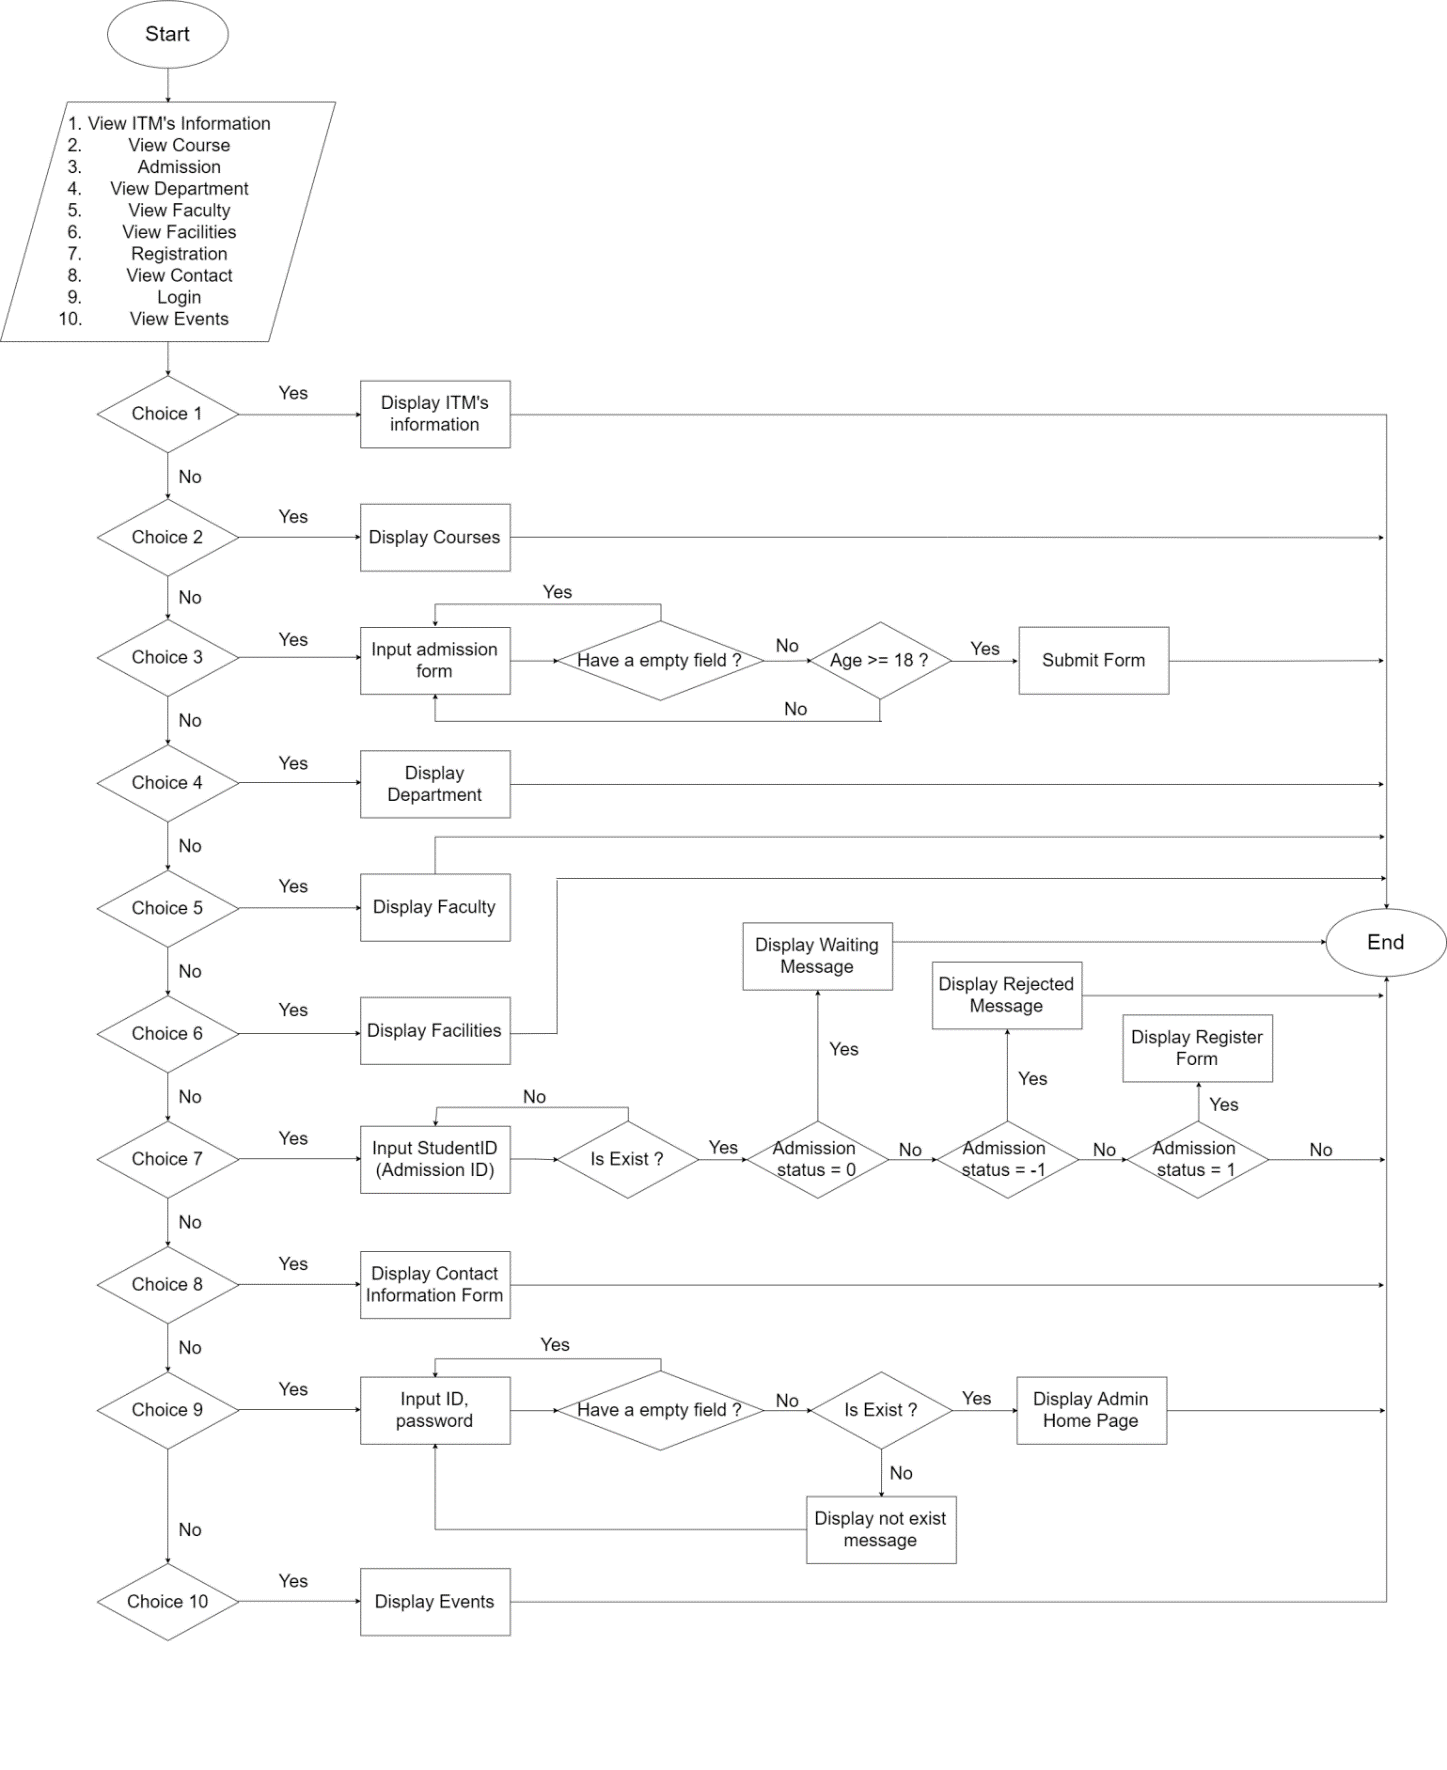 Start
1. View ITM's Information
2. View Course
3. Admission
4. View Department
5. View Faculty
6. View Facilities
7. Registration
8. View Contact
9. Login
10. View Events
Choice 1
Yes
Display ITM's
information
No
Choice 2
Yes
Display Courses
No
Choice 3
Yes
Input admission
form
Yes
Have a empty field ?
No
Age >= 18 ?
Yes
Submit Form
No
No
Choice 4
Yes
Display
Department
No
Choice 5
Yes
Display Faculty
No
Choice 6
Yes
Display Facilities
End
Display Waiting
Message
Yes
Display Rejected
Message
Yes
Display Register
Form
Yes
No
Choice 7
Yes
Input StudentID
(Admission ID)
No
Is Exist ?
Yes
Admission
status = 0
No
Admission
status = -1
No
Admission
status = 1
No
No
Choice 8
Yes
Display Contact
Information Form
No
Choice 9
Yes
Input ID,
password
Yes
Have a empty field ?
No
Is Exist ?
Yes
Display Admin
Home Page
No
Display not exist
message
No
Choice 10
Yes
Display Events